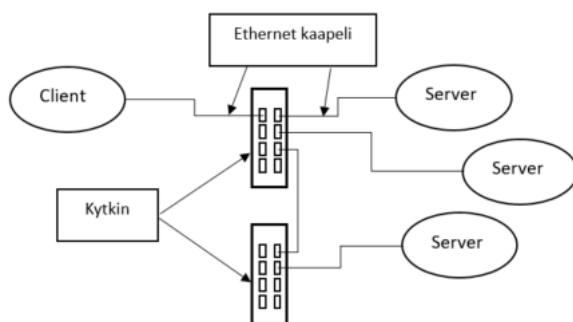 Ethernet kaapeli
Client
Server
Server
Kytkin
Server